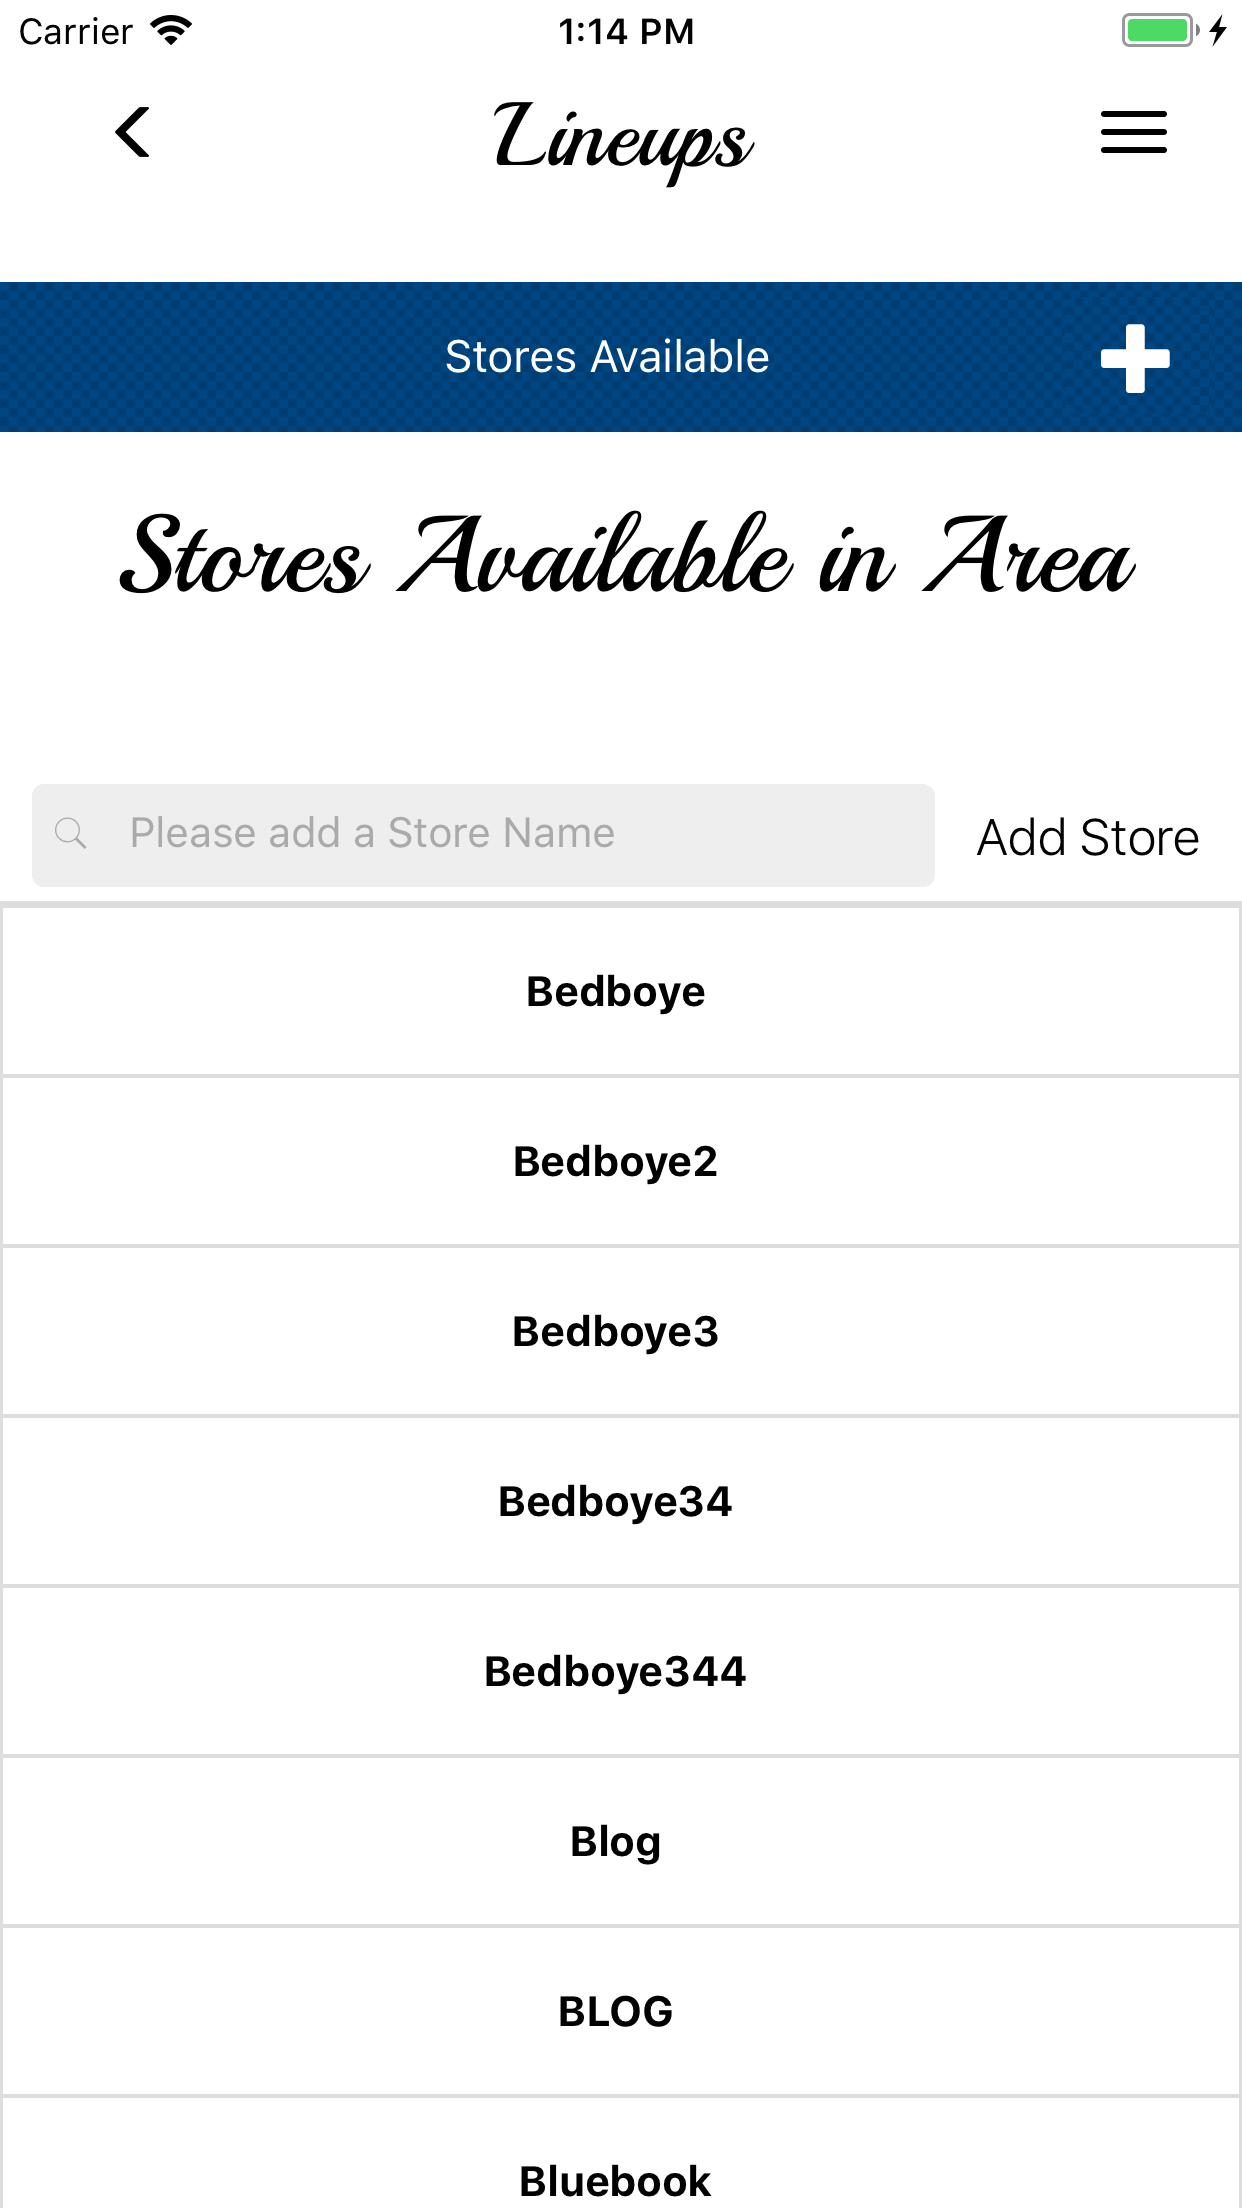 Carrier 1:14 PM
Lineups
Stores Available
Stores Available in Area
Please add a Store Name Add Store
Bedboye
Bedboye2
Bedboye3
Bedboye34
Bedboye344
Blog
BLOG
Bluebook